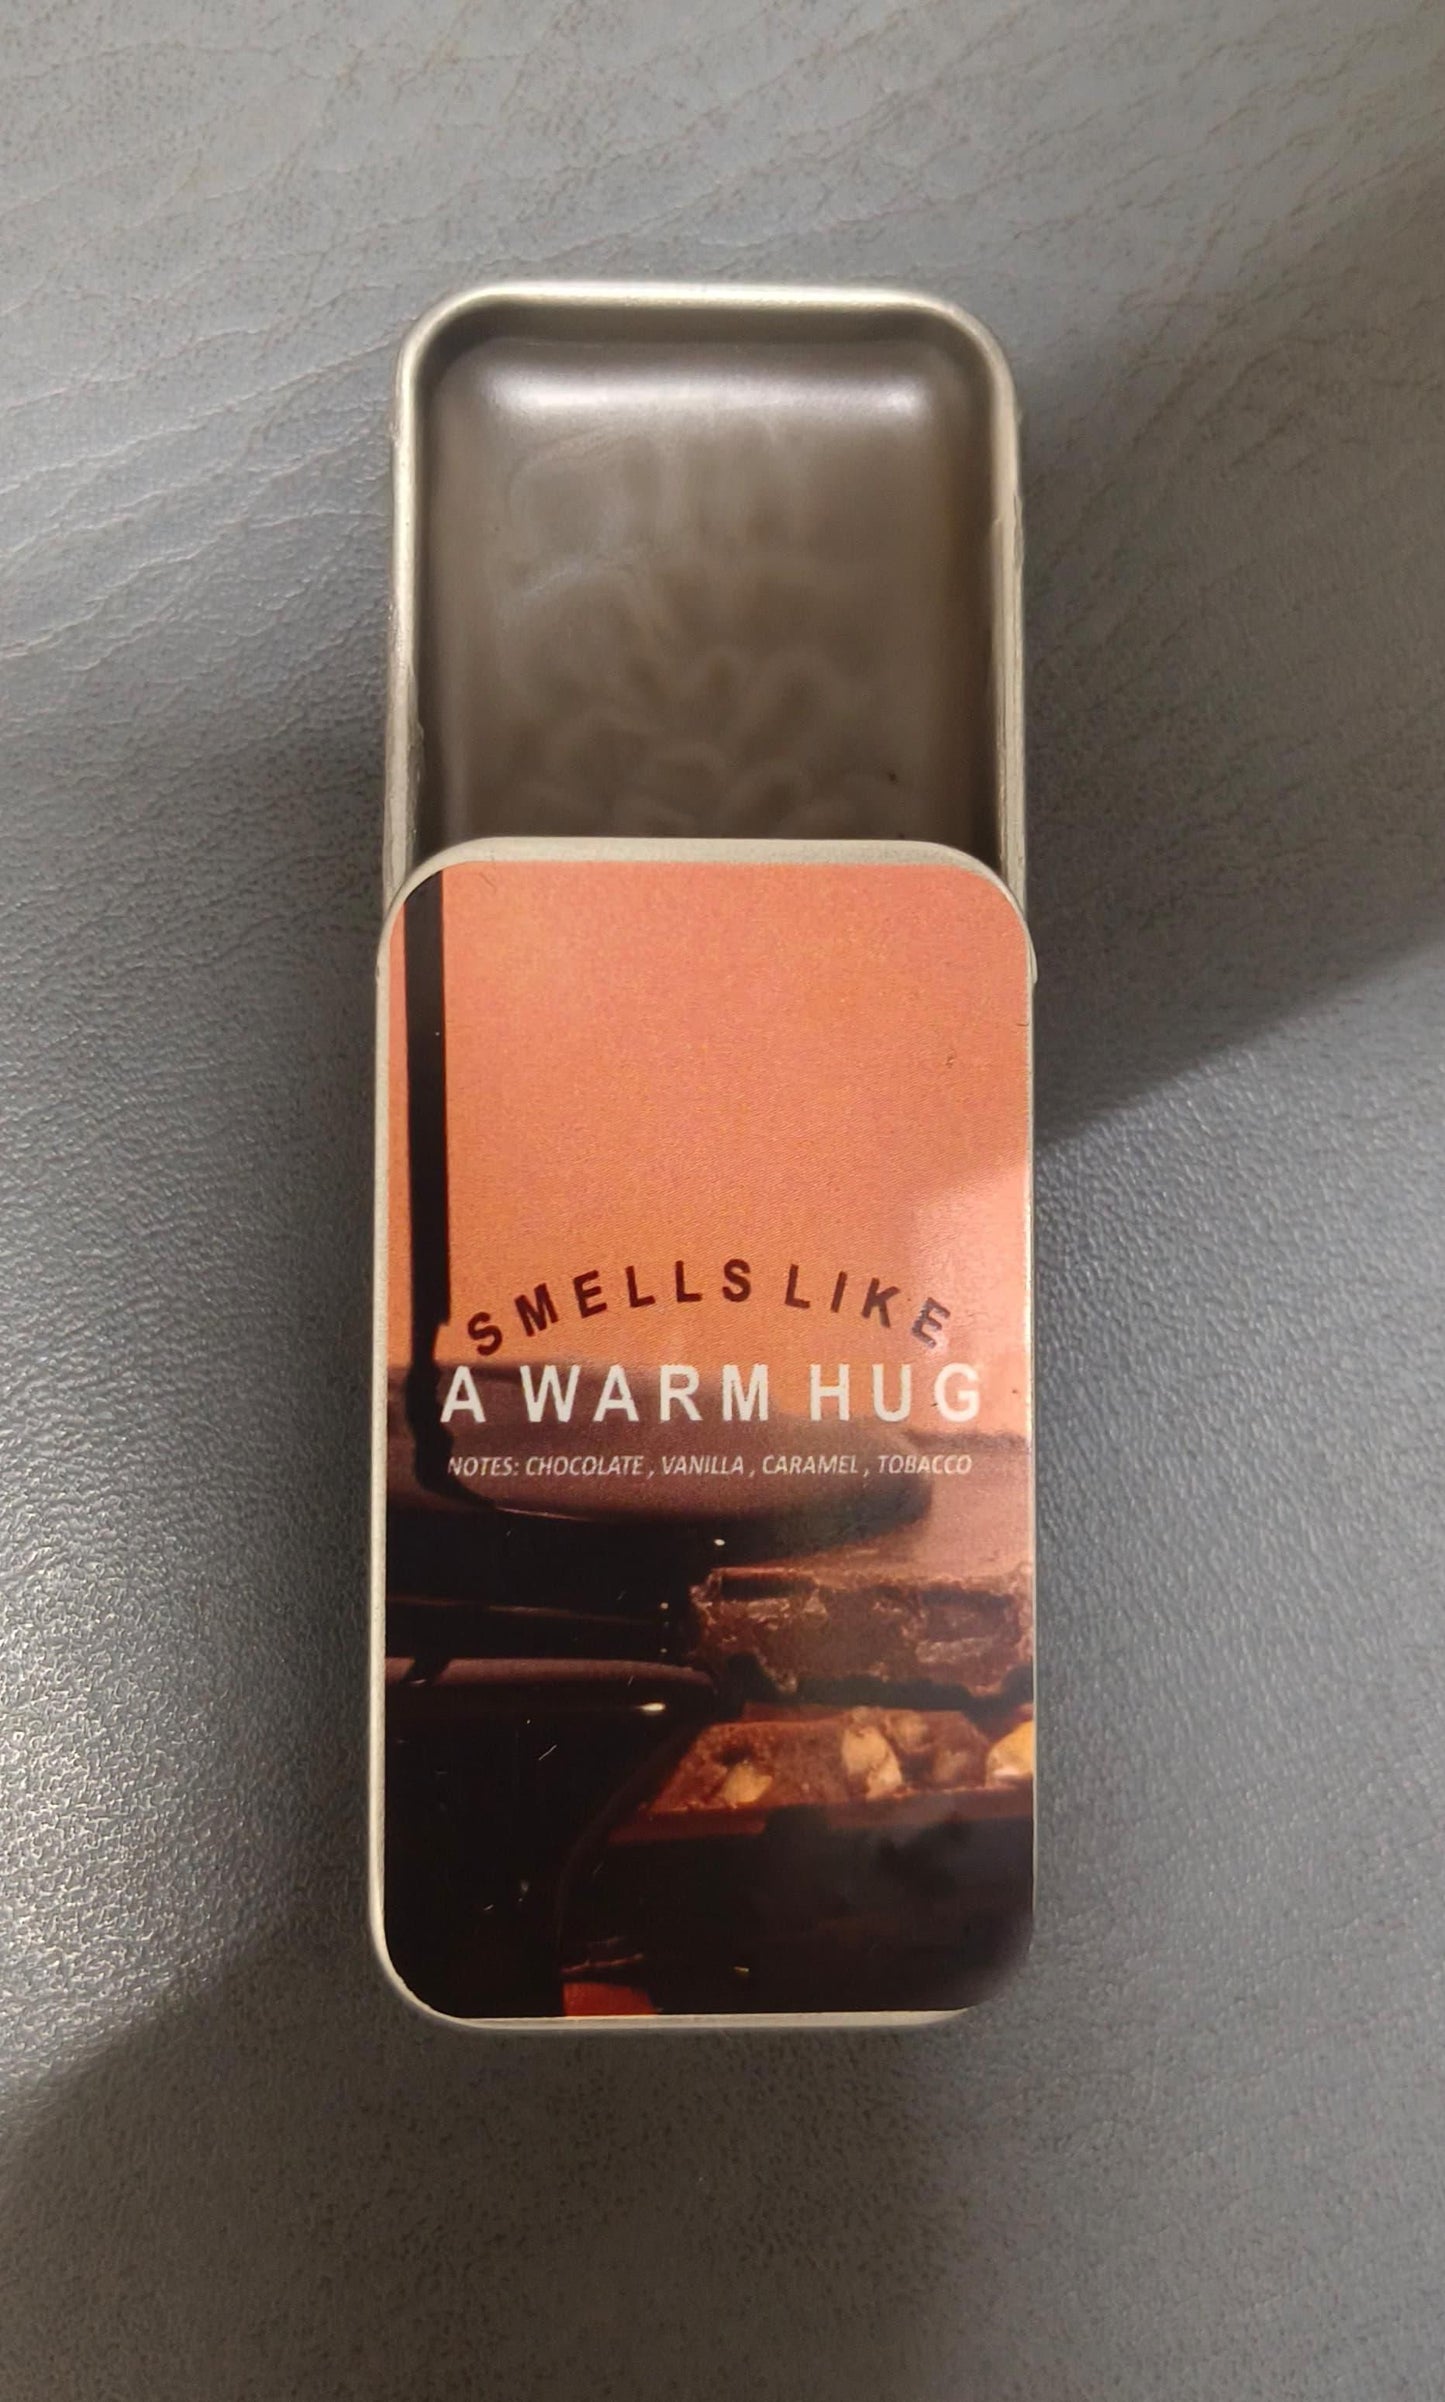 SMELLS LIKE
A WARM HUG
NOTES: CHOCOLATE , VANILLA , CARAMEL , TOBACCO